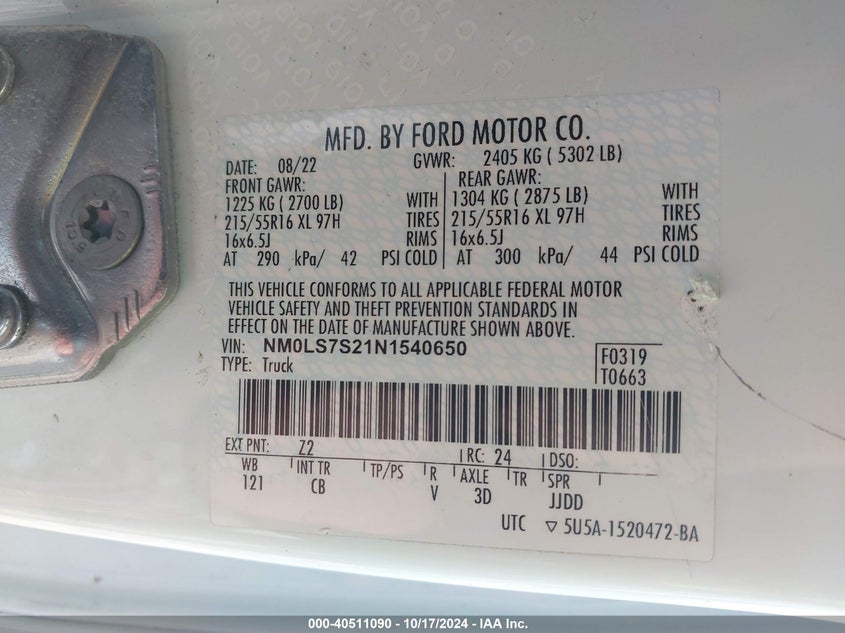 MFD. BY FORD MOTOR CO.
DATE: 08/22 GVWR: 2405 KG ( 5302 LB)
FRONT GAWR: REAR GAWR:
1225 KG ( 2700 LB) WITH 1304 KG ( 2875 LB) WITH
215/55R16 XL 97H TIRES 215/55R16 XL 97H TIRES
16x6.5J RIMS 16x6.5J RIMS
AT 290 kPa/ 42 PSI COLD AT 300 kPa/ 44 PSI COLD
THIS VEHICLE CONFORMS TO ALL APPLICABLE FEDERAL MOTOR
VEHICLE SAFETY AND THEFT PREVENTION STANDARDS IN
EFFECT ON THE DATE OF MANUFACTURE SHOWN ABOVE.
VIN: NM0LS7S21N1540650 F0319
TYPE: Truck T0663
EXT PNT: Z2 RC: 24 DSO:
WB INT TR TP/PS R AXLE TR SPR
121 CB V 3D JJDD
UTC ▽ 5U5A-1520472-BA
000-40511090 - 10/17/2024 - IAA Inc.